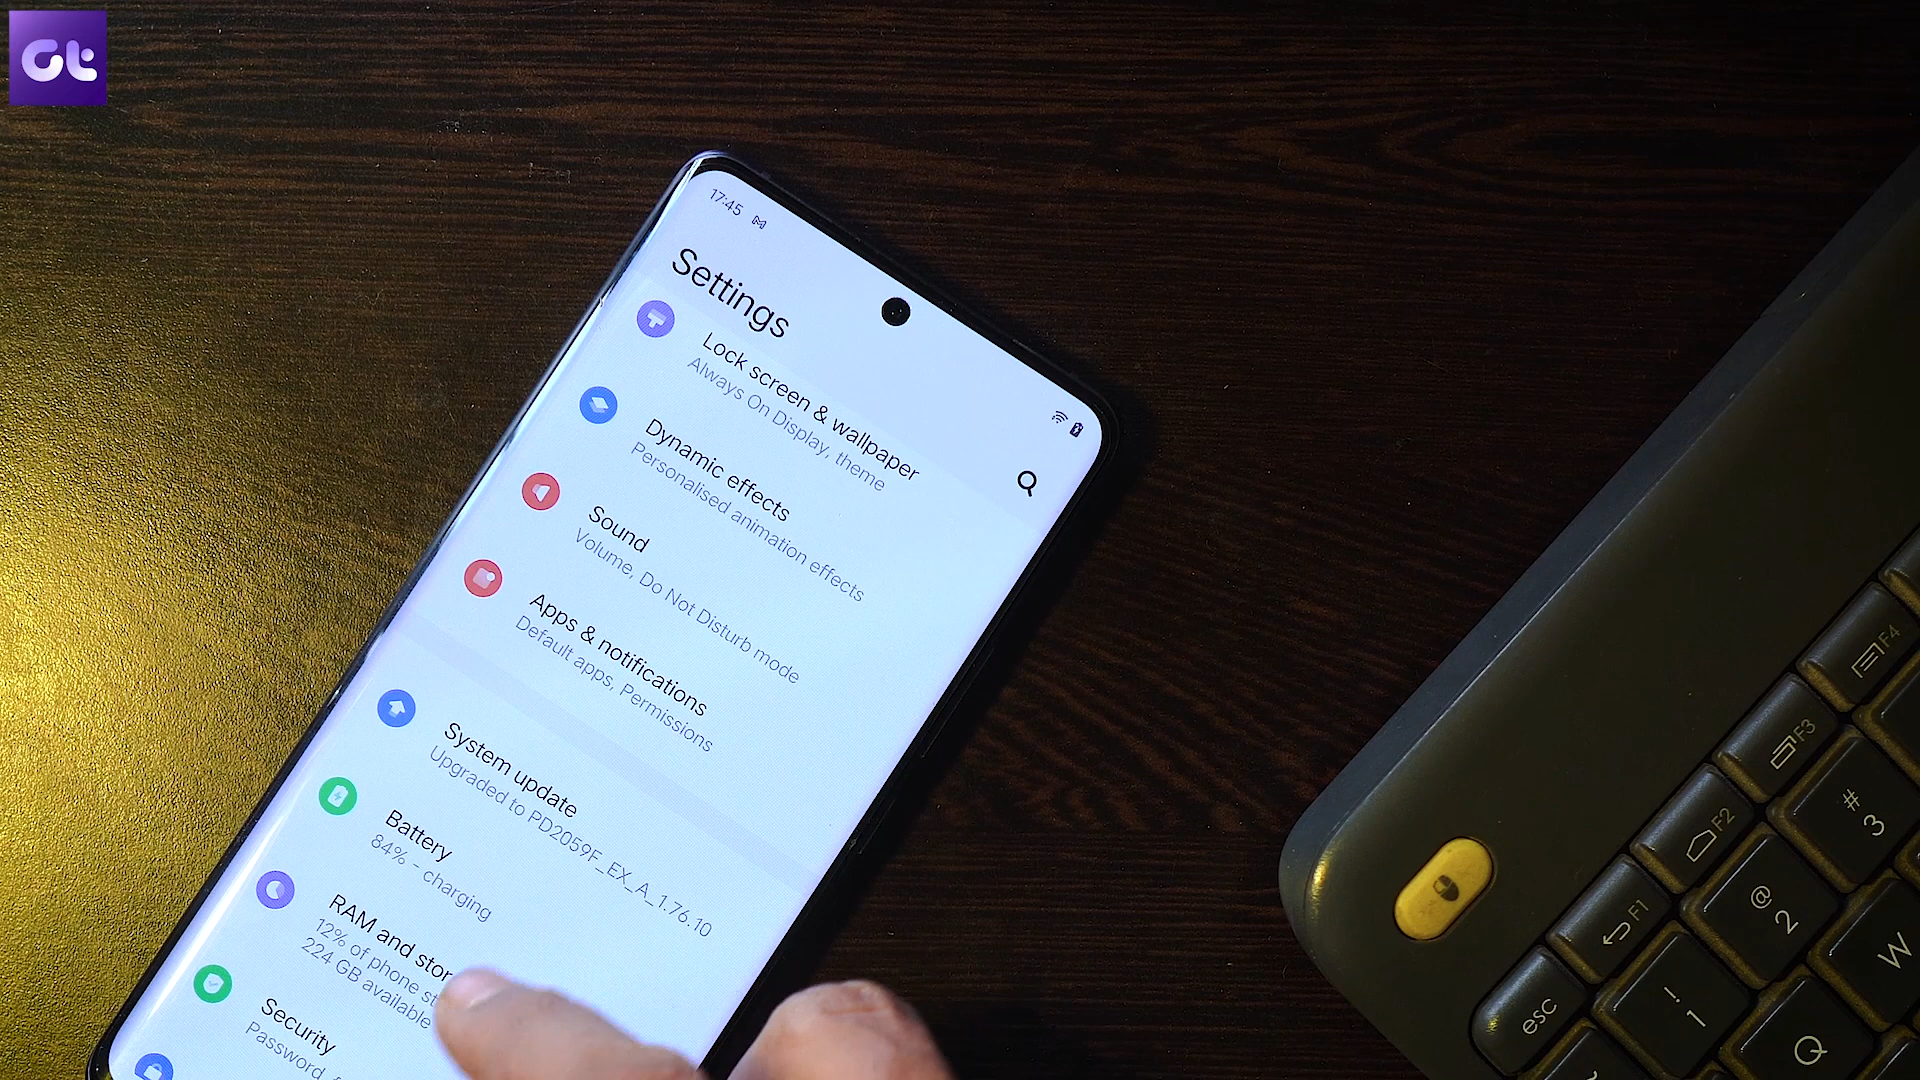 Gt
17:45
Settings
Lock screen & wallpaper
Always On Display, theme
Dynamic effects
Personalised animation effects
Sound
Volume, Do Not Disturb mode
Apps & notifications
Default apps, Permissions
System update
Upgraded to PD2059F_EX_A_1.76.10
Battery
84% - charging
RAM and stor
12% of phone st
224 GB available
Security
Password,
F4
F3
# 3
F2
@ 2
W
F1
! 1
Q
esc